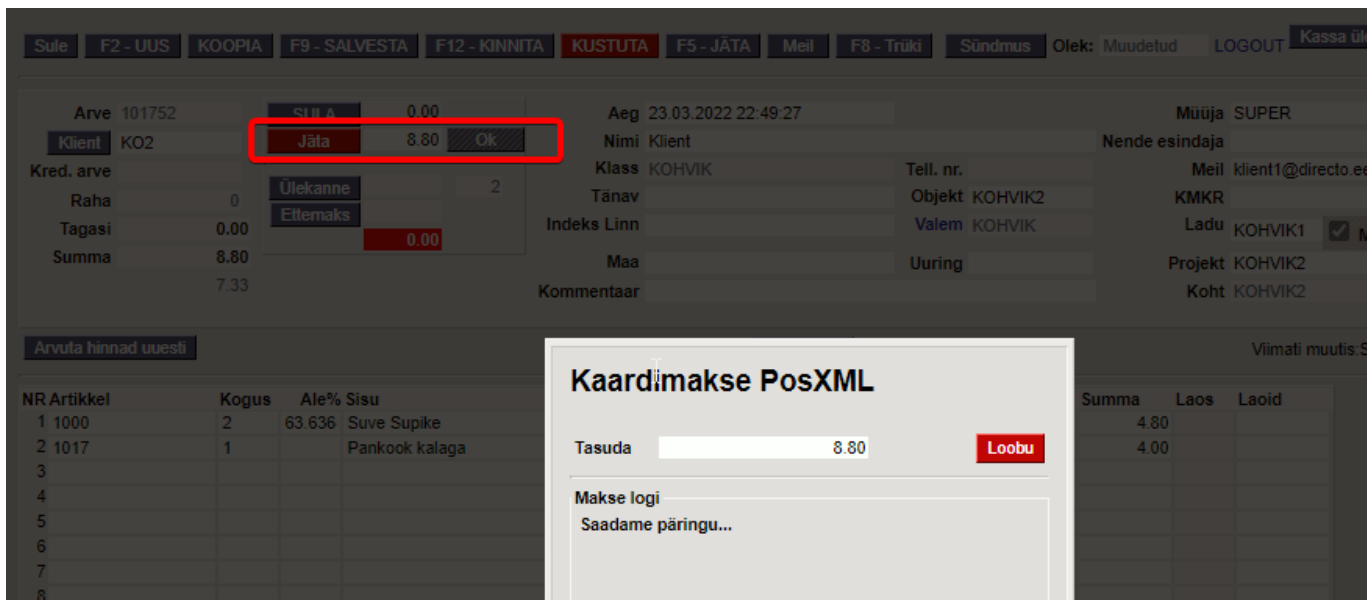 Sule F2 - UUS KOOPIA F9 - SALVESTA F12 - KINNITA KUSTUTA F5 - JÄTA Meil F8 - Trüki Sündmus Olek: Muudetud LOGOUT Kassa üle
Arve 101752 SULA 0.00 Aeg 23.03.2022 22:49:27 Müüja SUPER
Klient KO2 Jäta 8.80 Ok Nimi Klient Nende esindaja
Kred. arve Klass KOHVIK Tell. nr. Meil klient1@directo.ee
Raha 0 Ülekanne 2 Tänav Objekt KOHVIK2 KMKR
Tagasi 0.00 Ettemaks Indeks Linn Valem KOHVIK Ladu KOHVIK1 M
Summa 8.80 0.00 Maa Uuring Projekt KOHVIK2
7.33 Kommentaar Koht KOHVIK2
Arvuta hinnad uuesti Viimati muutis:S
NR Artikkel Kogus Ale% Sisu Summa Laos Laoid
1 1000 2 63.636 Suve Supike 4.80
2 1017 1 Pankook kalaga 4.00
3
4
5
6
7
8
Kaardimakse PosXML
Tasuda 8.80 Loobu
Makse logi
Saadame päringu...